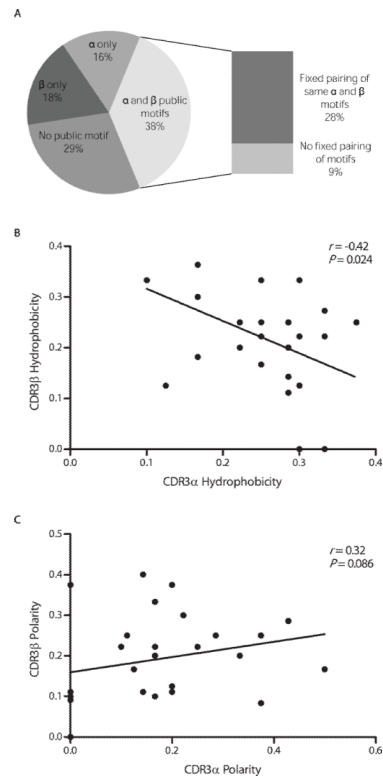 A
α only
16%
β only
18%
α and β public
motifs
38%
No public motif
29%
Fixed pairing of
same α and β
motifs
28%
No fixed pairing
of motifs
9%
B
r = -0.42
P = 0.024
0.4
0.3
0.2
0.1
0.0
CDR3β Hydrophobicity
0.0 0.1 0.2 0.3 0.4
CDR3α Hydrophobicity
C
r = 0.32
P = 0.086
0.5
0.4
0.3
0.2
0.1
0.0
CDR3β Polarity
0.0 0.2 0.4 0.6
CDR3α Polarity